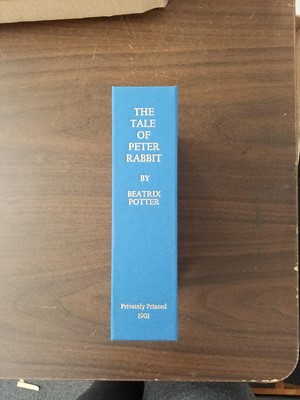 THE
TALE
OF
PETER
RABBIT
BY
BEATRIX
POTTER
Privately Printed
1901